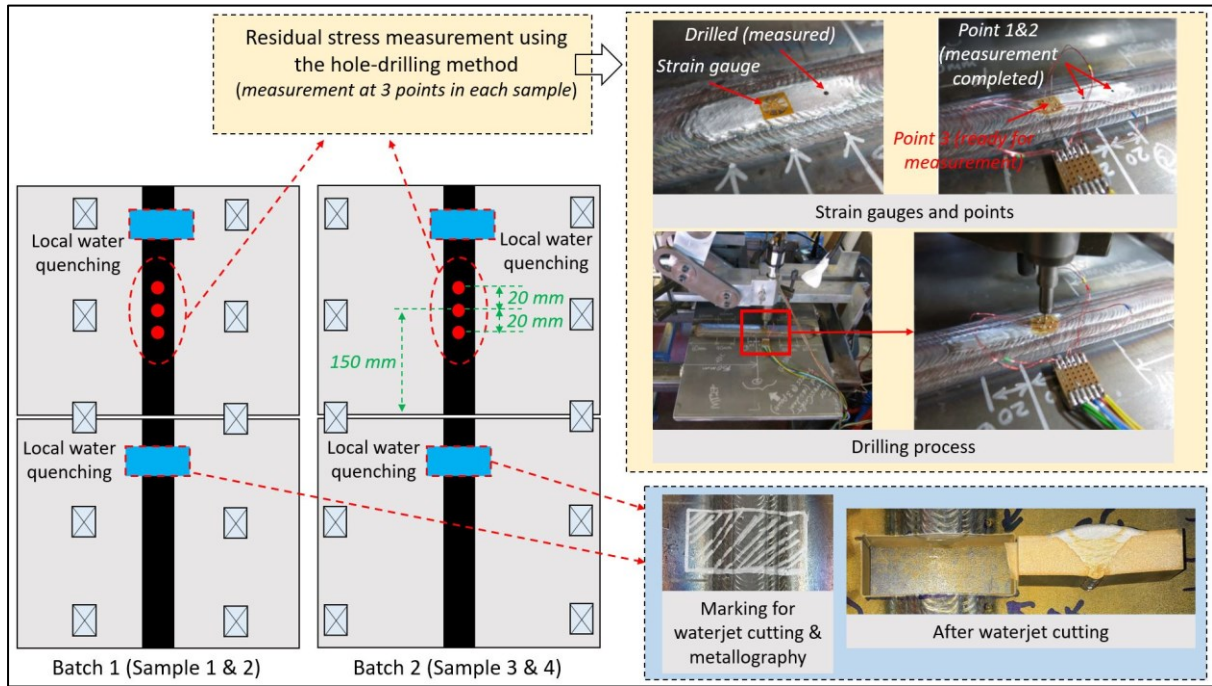 Residual stress measurement using
the hole-drilling method
(measurement at 3 points in each sample)
Drilled (measured)
Strain gauge
Point 1&2
(measurement
completed)
Point 3 (ready for
measurement)
20
Strain gauges and points
Local water
quenching
Local water
quenching
20 mm
20 mm
150 mm
Local water
quenching
Local water
quenching
20
Drilling process
Marking for
waterjet cutting &
metallography
After waterjet cutting
Batch 1 (Sample 1 & 2)
Batch 2 (Sample 3 & 4)